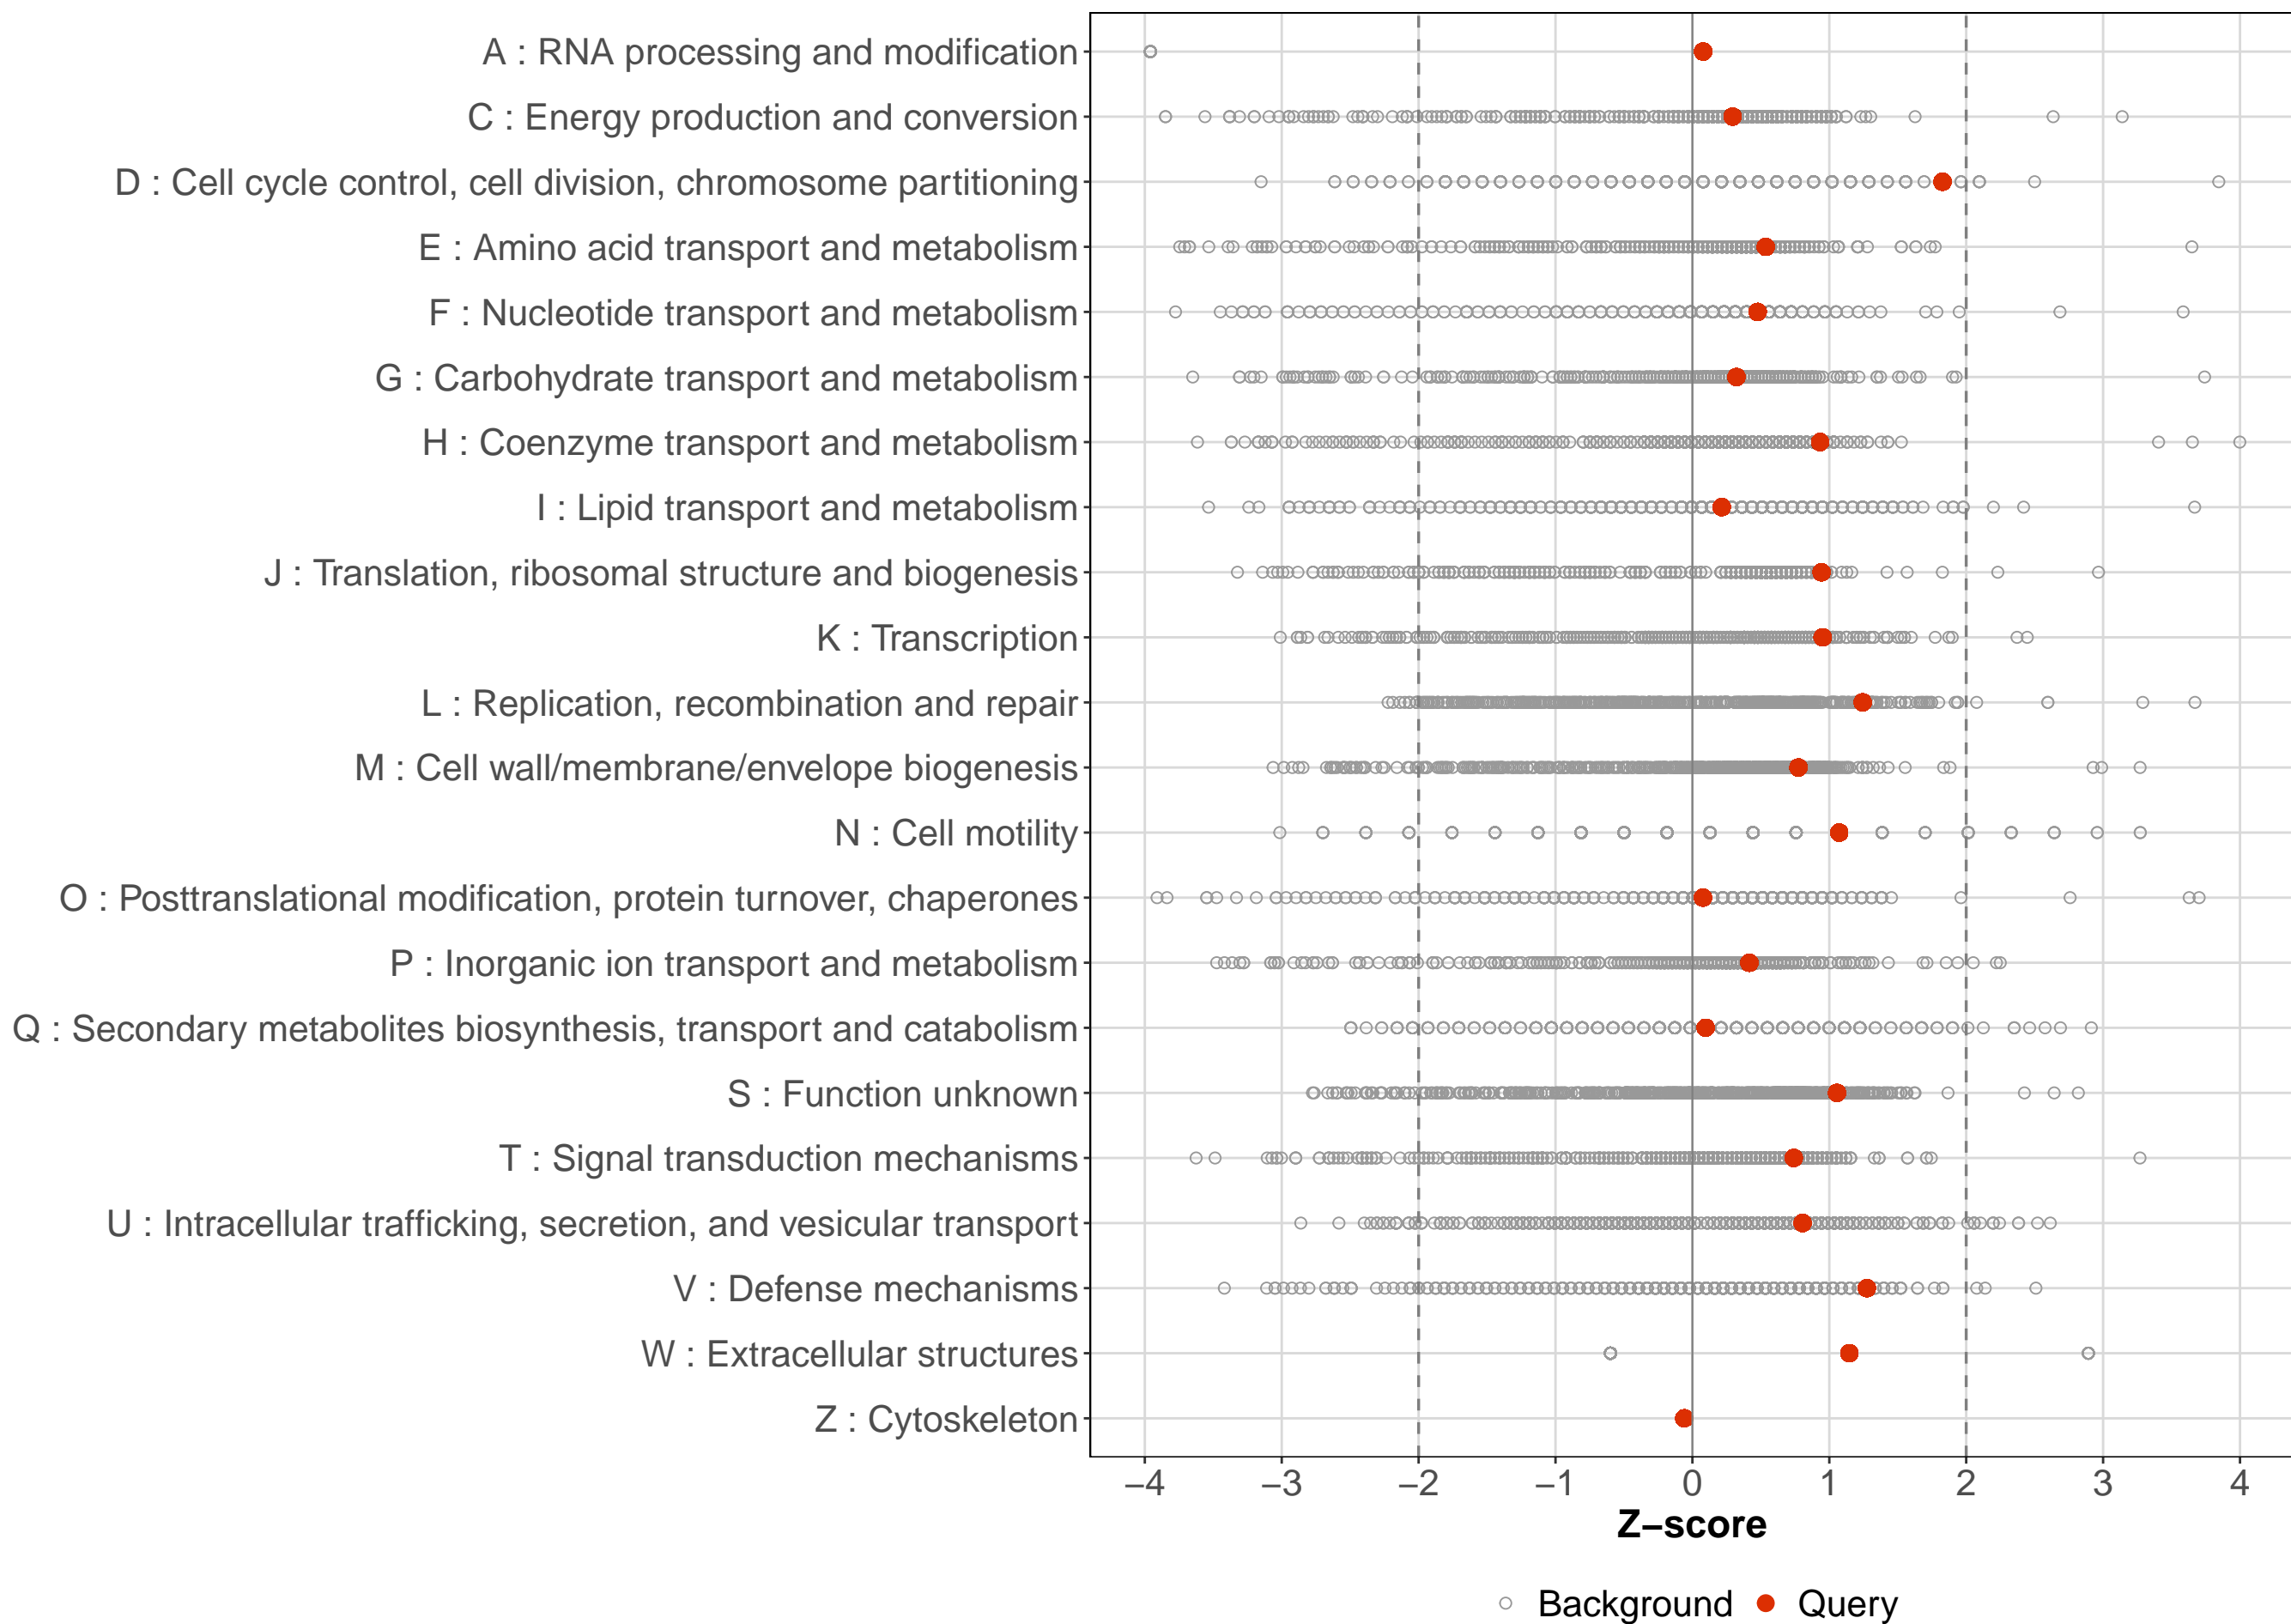 A : RNA processing and modification
C : Energy production and conversion
D : Cell cycle control, cell division, chromosome partitioning
E : Amino acid transport and metabolism
F : Nucleotide transport and metabolism
G : Carbohydrate transport and metabolism
H : Coenzyme transport and metabolism
I : Lipid transport and metabolism
J : Translation, ribosomal structure and biogenesis
K : Transcription
L : Replication, recombination and repair
M : Cell wall/membrane/envelope biogenesis
N : Cell motility
O : Posttranslational modification, protein turnover, chaperones
P : Inorganic ion transport and metabolism
Q : Secondary metabolites biosynthesis, transport and catabolism
S : Function unknown
T : Signal transduction mechanisms
U : Intracellular trafficking, secretion, and vesicular transport
V : Defense mechanisms
W : Extracellular structures
Z : Cytoskeleton
−4 −3 −2 −1 0 1 2 3 4
Z−score
Background Query